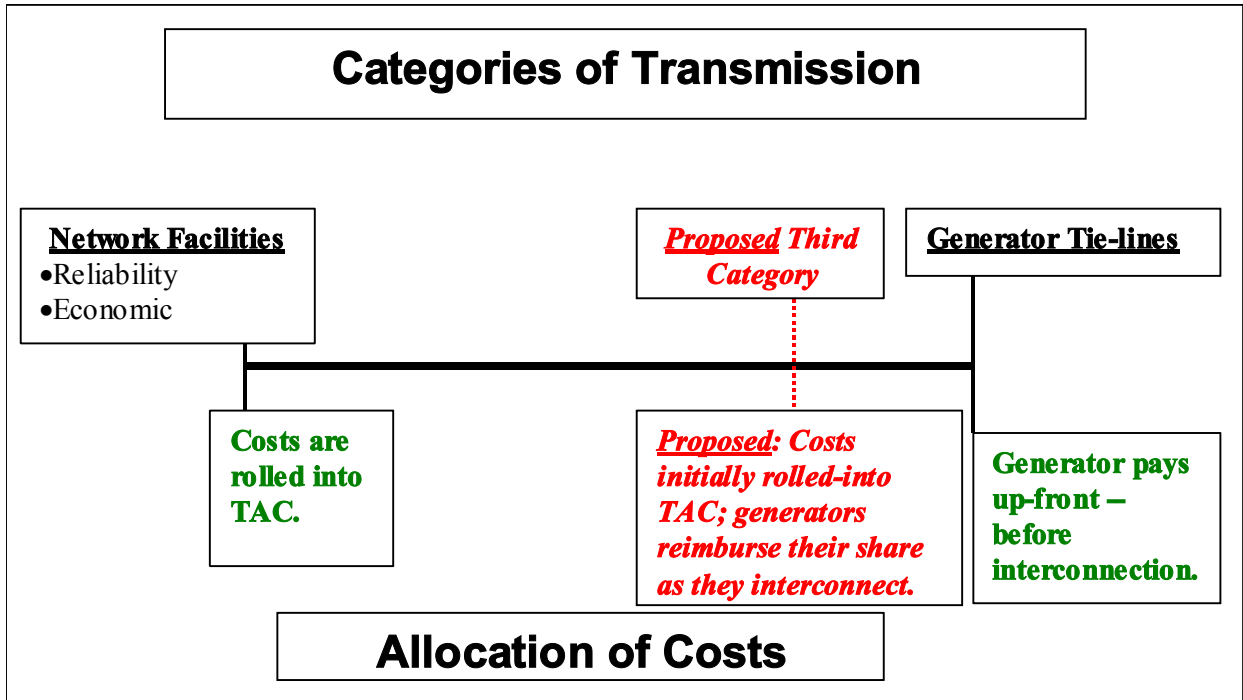 Categories of Transmission
Network Facilities
•Reliability
•Economic
Proposed Third
Category
Generator Tie-lines
Costs are
rolled into
TAC.
Proposed: Costs
initially rolled-into
TAC; generators
reimburse their share
as they interconnect.
Generator pays
up-front –
before
interconnection.
Allocation of Costs